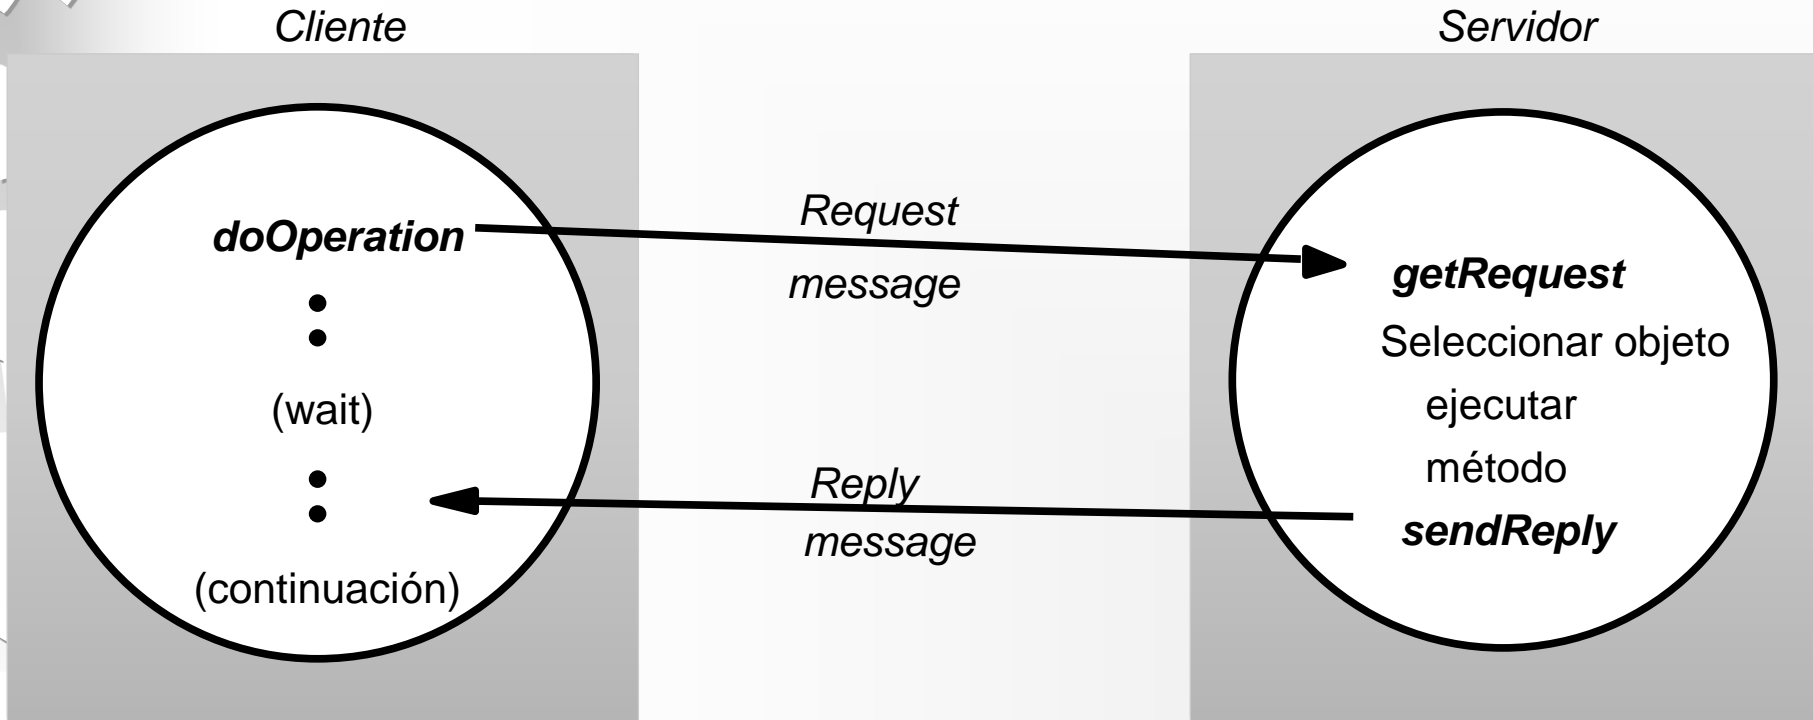 Cliente
Servidor
doOperation
(wait)
(continuación)
Request
message
Reply
message
getRequest
Seleccionar objeto
ejecutar
método
sendReply